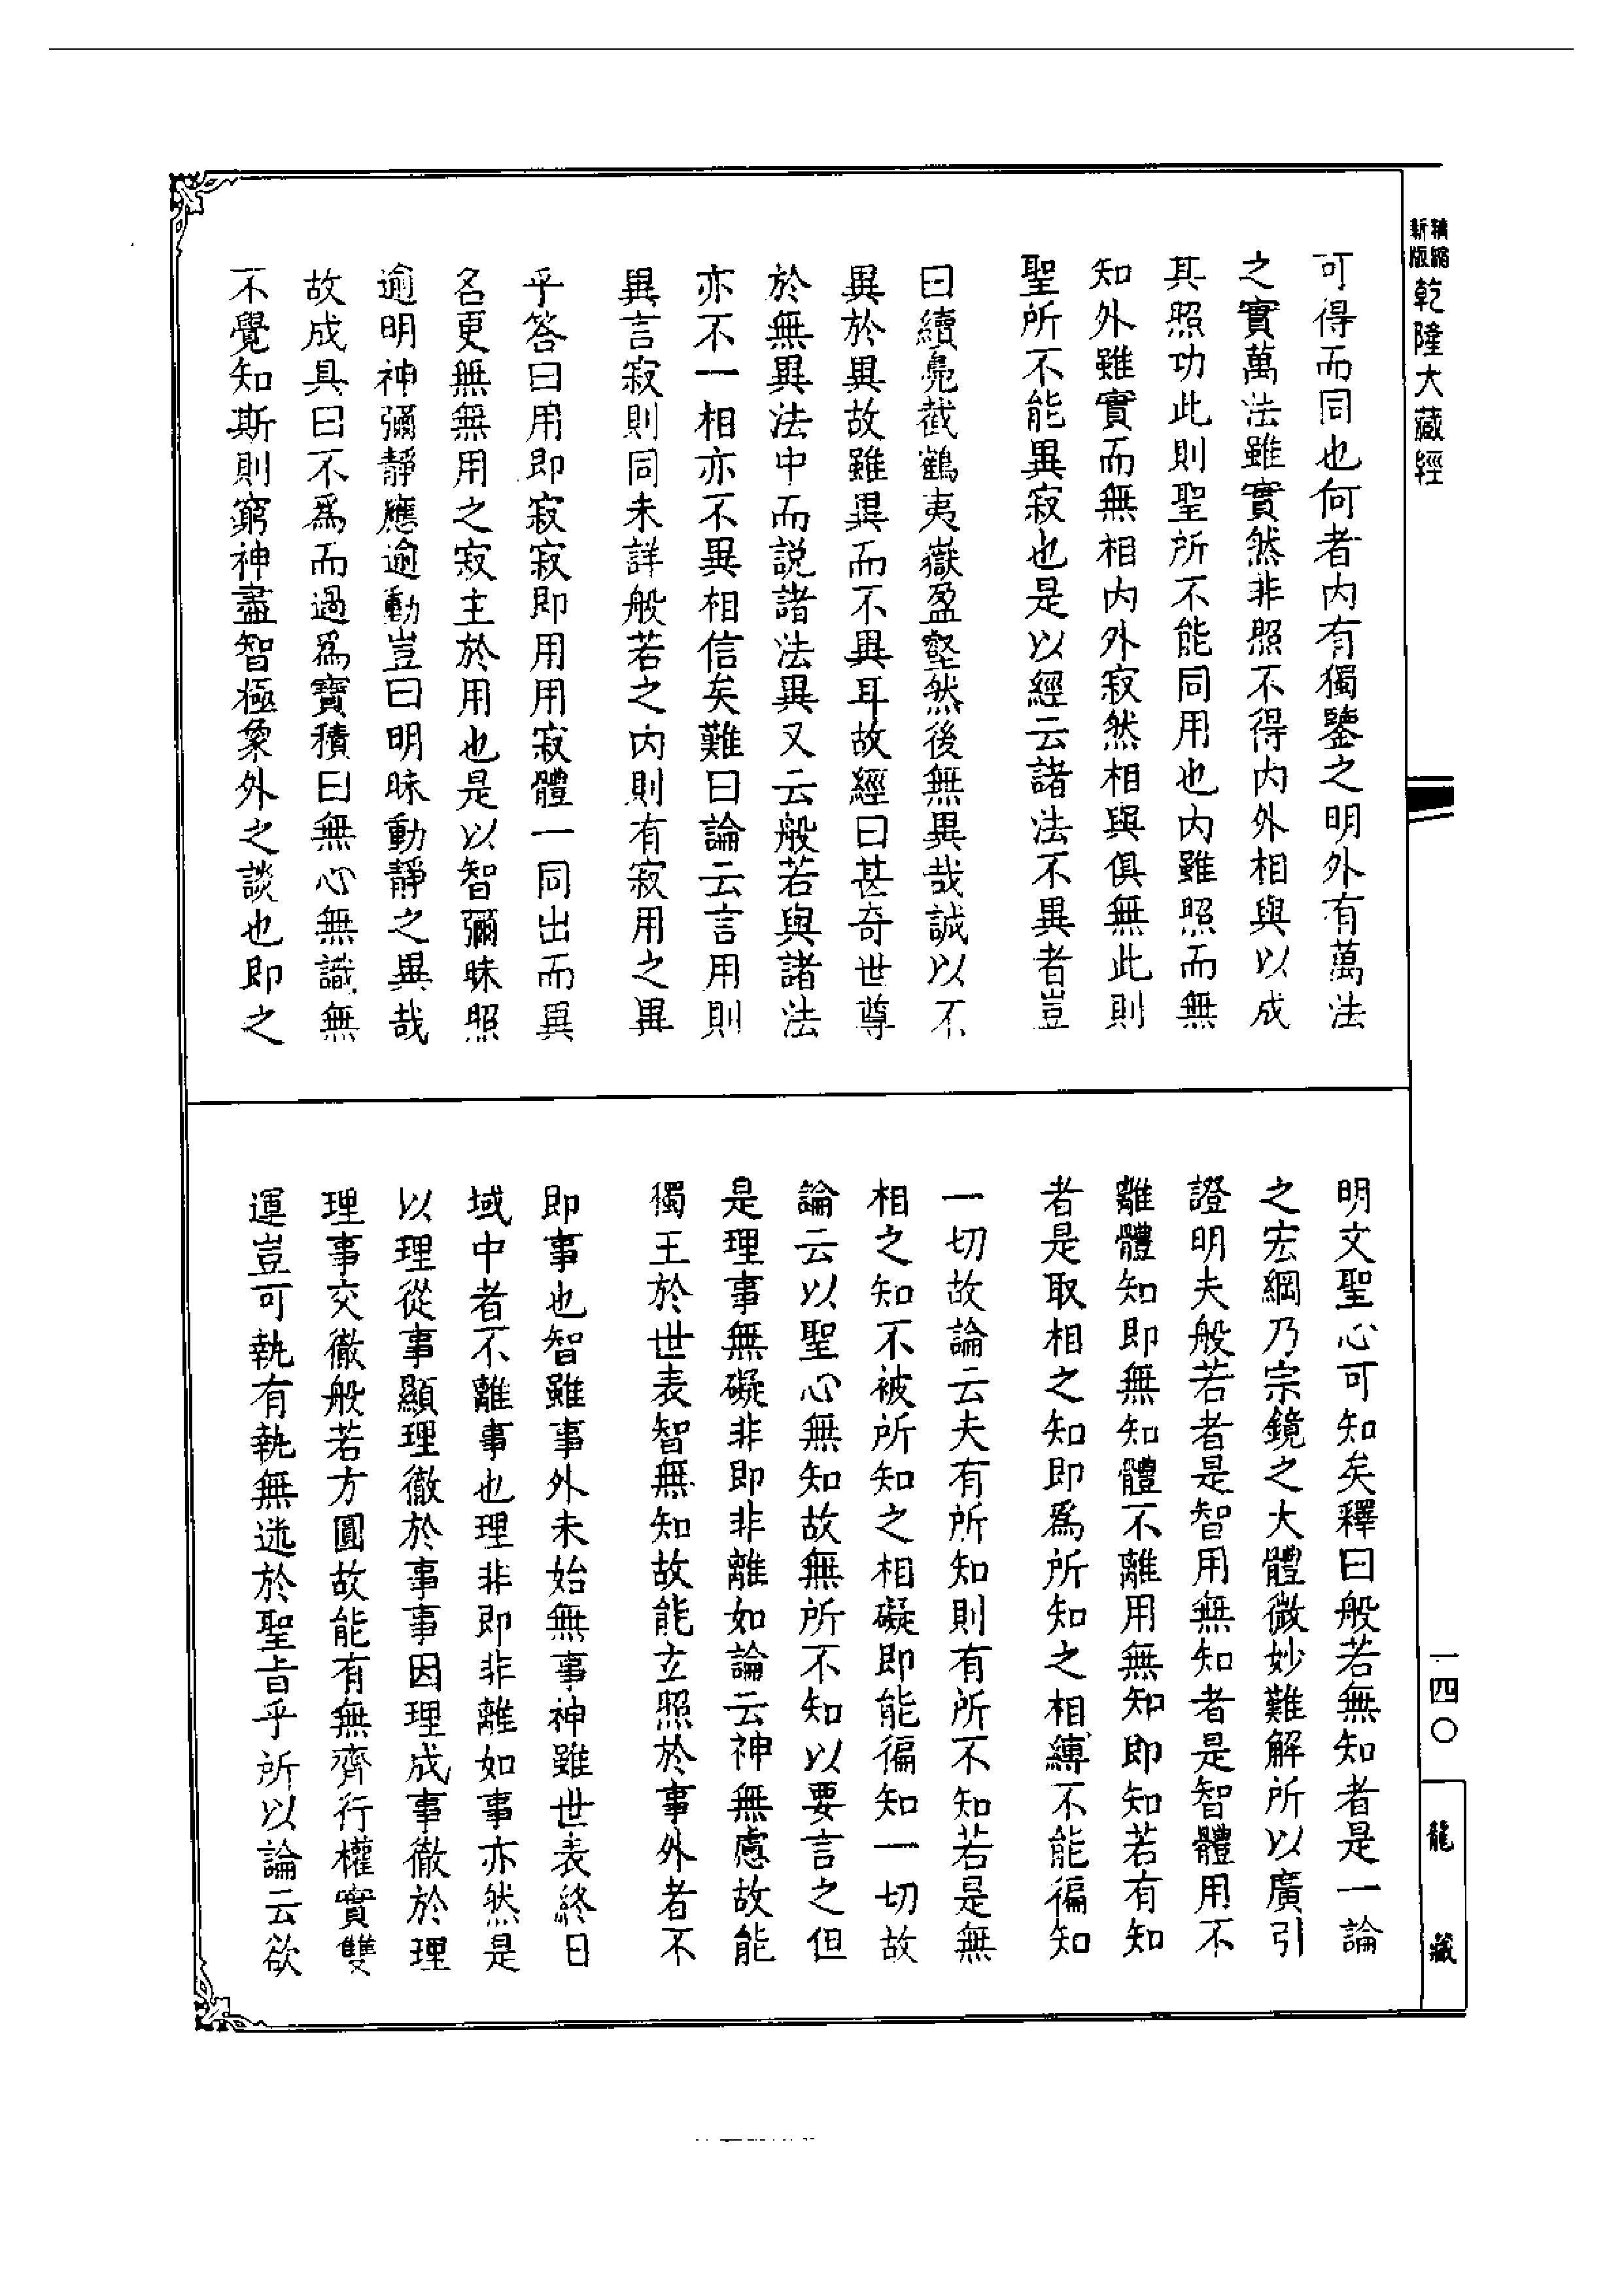 精縮
新版
乾隆大藏經
可得而同也何者内有獨鑒之明外有萬法
之實萬法雖實然非照不得内外相與以成
其照功此則聖所不能同用也内雖照而無
知外雖實而無相内外寂然相與俱無此則
聖所不能異寂也是以經云諸法不異者豈
曰續鳧截鶴夷嶽盈壑然後無異哉誠以不
異於異故雖異而不異耳故經曰甚奇世尊
於無異法中而說諸法異又云般若與諸法
亦不一相亦不異相信矣難曰論云言用則
異言寂則同未詳般若之内則有寂用之異
乎答曰用即寂寂即用用寂體一同出而異
名更無無用之寂主於用也是以智彌昧照
逾明神彌靜應逾動豈曰明昧動靜之異哉
故成具曰不爲而過爲寶積曰無心無識無
不覺知斯則窮神盡智極象外之談也即之
明文聖心可知矣釋曰般若無知者是一論
之宏綱乃宗鏡之大體微妙難解所以廣引
證明夫般若者是智用無知者是智體用不
離體知即無知體不離用無知即知若有知
者是取相之知即爲所知之相縛不能徧知
一切故論云夫有所知則有所不知若是無
相之知不被所知之相礙即能徧知一切故
論云以聖心無知故無所不知以要言之但
是理事無礙非即非離如論云神無慮故能
獨王於世表智無知故能立照於事外者不
即事也智雖事外未始無事神雖世表終日
域中者不離事也理非即非離如事亦然是
以理從事顯理徹於事事因理成事徹於理
理事交徹般若方圓故能有無齊行權實雙
運豈可執有執無迷於聖旨乎所以論云欲
一四〇
龍藏